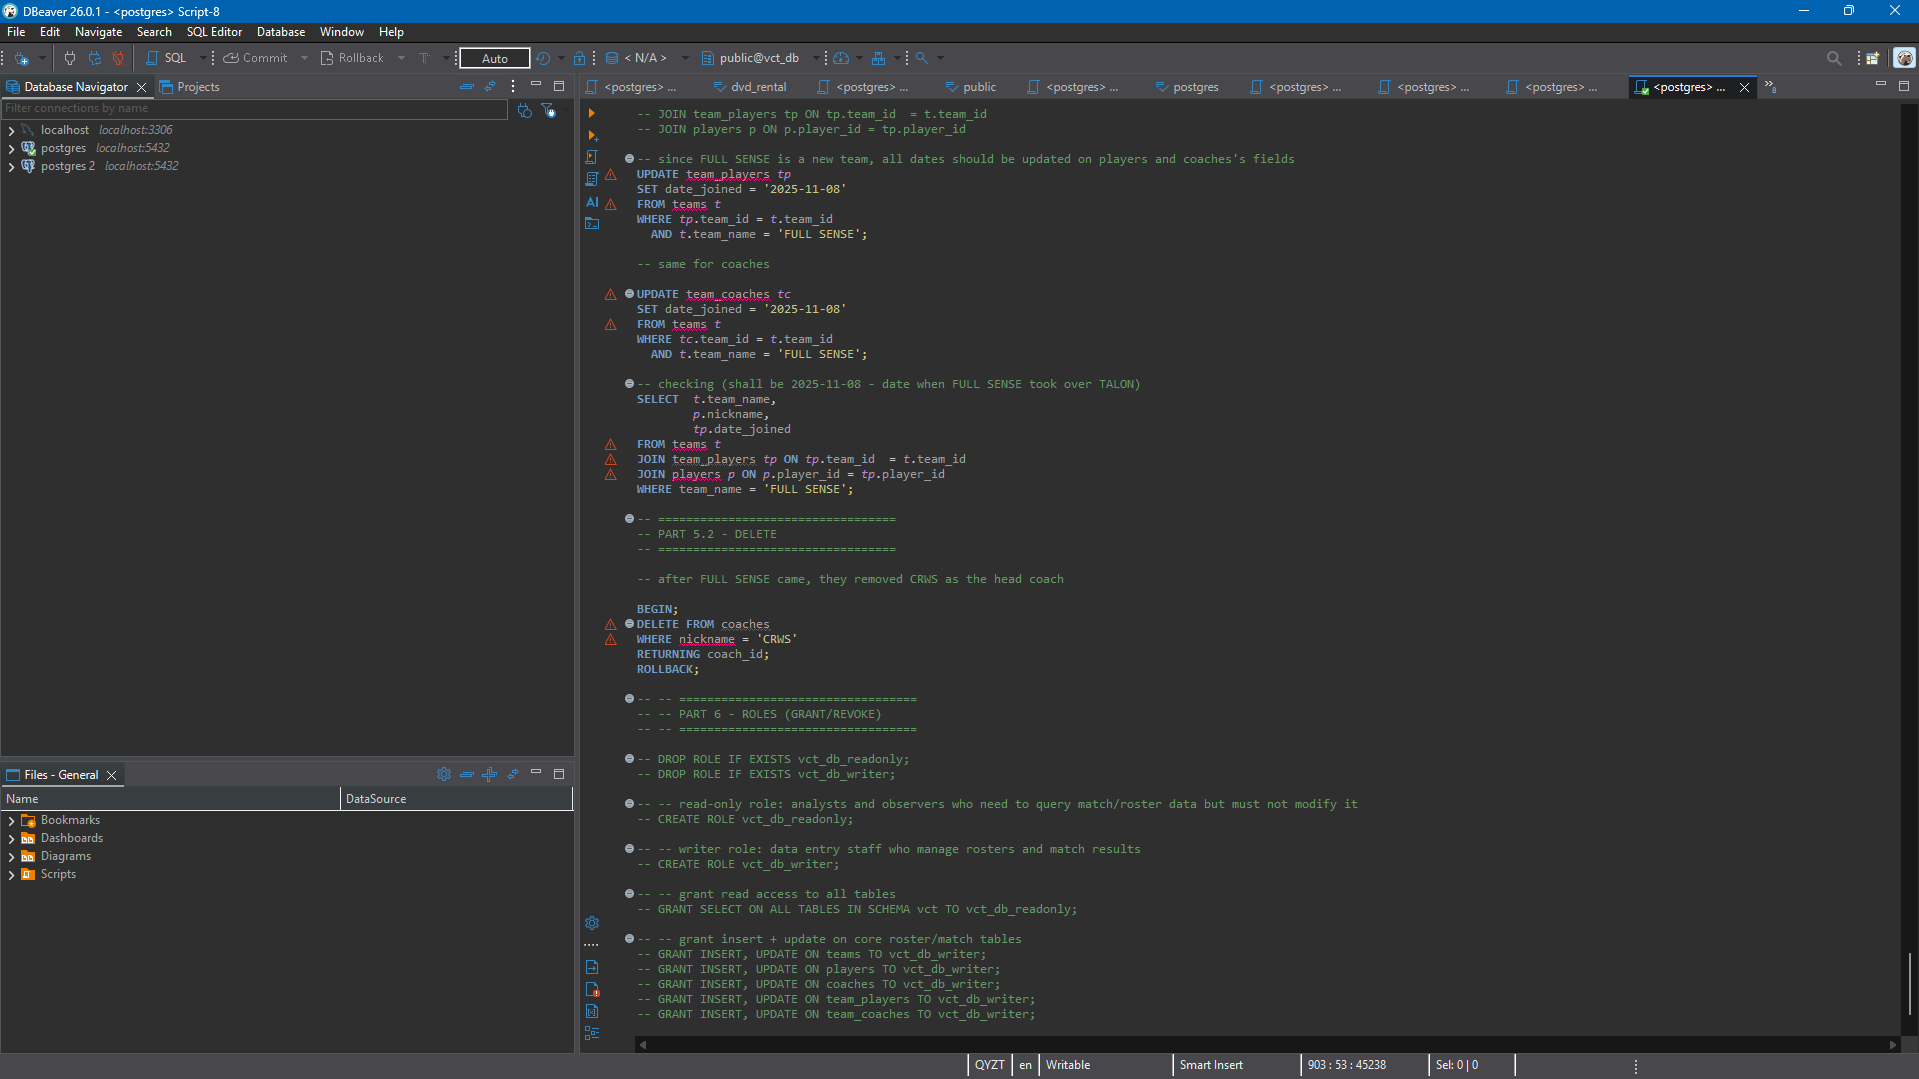 DBeaver 26.0.1 - <postgres> Script-8
File Edit Navigate Search SQL Editor Database Window Help
SQL Commit Rollback T Auto < N/A > public@vct_db
Database Navigator Projects
Filter connections by name
localhost localhost:3306
postgres localhost:5432
postgres 2 localhost:5432
Files - General
Name DataSource
Bookmarks
Dashboards
Diagrams
Scripts
<postgres> ... dvd_rental <postgres> ... public <postgres> ... postgres <postgres> ... <postgres> ... <postgres> ... <postgres> ... »8
AI
-- JOIN team_players tp ON tp.team_id  = t.team_id
-- JOIN players p ON p.player_id = tp.player_id
-- since FULL SENSE is a new team, all dates should be updated on players and coaches's fields
UPDATE team_players tp
SET date_joined = '2025-11-08'
FROM teams t
WHERE tp.team_id = t.team_id
  AND t.team_name = 'FULL SENSE';
-- same for coaches
UPDATE team_coaches tc
SET date_joined = '2025-11-08'
FROM teams t
WHERE tc.team_id = t.team_id
  AND t.team_name = 'FULL SENSE';
-- checking (shall be 2025-11-08 - date when FULL SENSE took over TALON)
SELECT  t.team_name,
        p.nickname,
        tp.date_joined
FROM teams t
JOIN team_players tp ON tp.team_id  = t.team_id
JOIN players p ON p.player_id = tp.player_id
WHERE team_name = 'FULL SENSE';
-- ==================================
-- PART 5.2 - DELETE
-- ==================================
-- after FULL SENSE came, they removed CRWS as the head coach
BEGIN;
DELETE FROM coaches
WHERE nickname = 'CRWS'
RETURNING coach_id;
ROLLBACK;
-- -- ==================================
-- -- PART 6 - ROLES (GRANT/REVOKE)
-- -- ==================================
-- DROP ROLE IF EXISTS vct_db_readonly;
-- DROP ROLE IF EXISTS vct_db_writer;
-- -- read-only role: analysts and observers who need to query match/roster data but must not modify it
-- CREATE ROLE vct_db_readonly;
-- -- writer role: data entry staff who manage rosters and match results
-- CREATE ROLE vct_db_writer;
-- -- grant read access to all tables
-- GRANT SELECT ON ALL TABLES IN SCHEMA vct TO vct_db_readonly;
-- -- grant insert + update on core roster/match tables
-- GRANT INSERT, UPDATE ON teams TO vct_db_writer;
-- GRANT INSERT, UPDATE ON players TO vct_db_writer;
-- GRANT INSERT, UPDATE ON coaches TO vct_db_writer;
-- GRANT INSERT, UPDATE ON team_players TO vct_db_writer;
-- GRANT INSERT, UPDATE ON team_coaches TO vct_db_writer;
QYZT en Writable Smart Insert 903 : 53 : 45238 Sel: 0 | 0